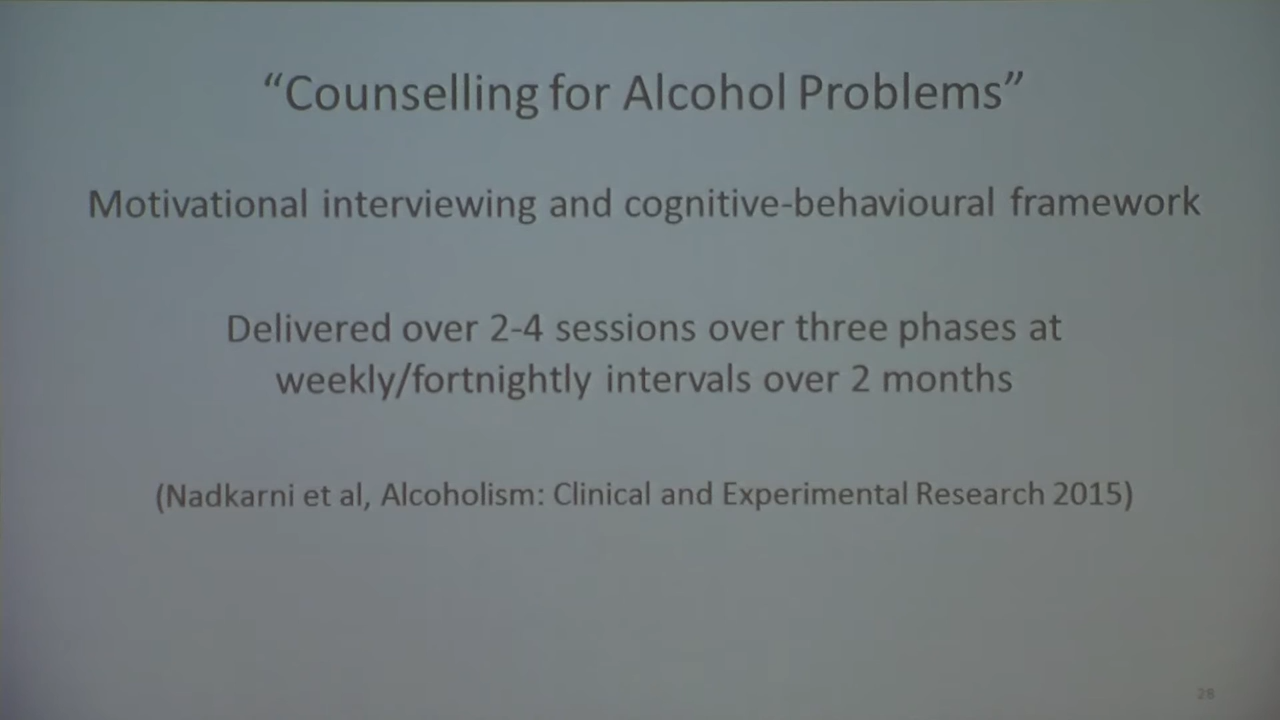 “Counselling for Alcohol Problems”
Motivational interviewing and cognitive-behavioural framework
Delivered over 2-4 sessions over three phases at
weekly/fortnightly intervals over 2 months
(Nadkarni et al, Alcoholism: Clinical and Experimental Research 2015)
28